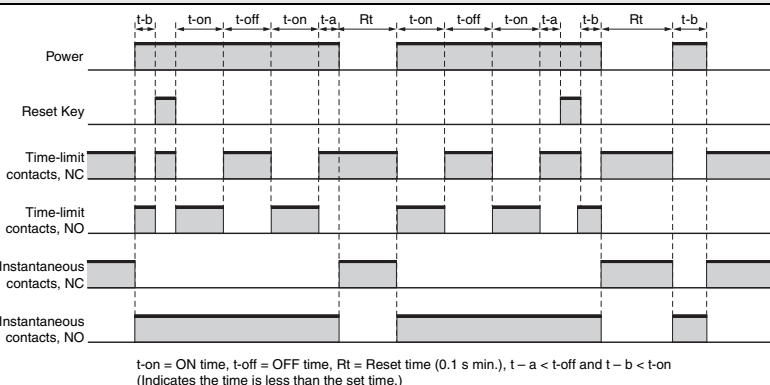 t-b t-on t-off t-on t-a Rt t-on t-off t-on t-a t-b Rt t-b
Power
Reset Key
Time-limit
contacts, NC
Time-limit
contacts, NO
Instantaneous
contacts, NC
Instantaneous
contacts, NO
t-on = ON time, t-off = OFF time, Rt = Reset time (0.1 s min.), t – a < t-off and t – b < t-on
(Indicates the time is less than the set time.)